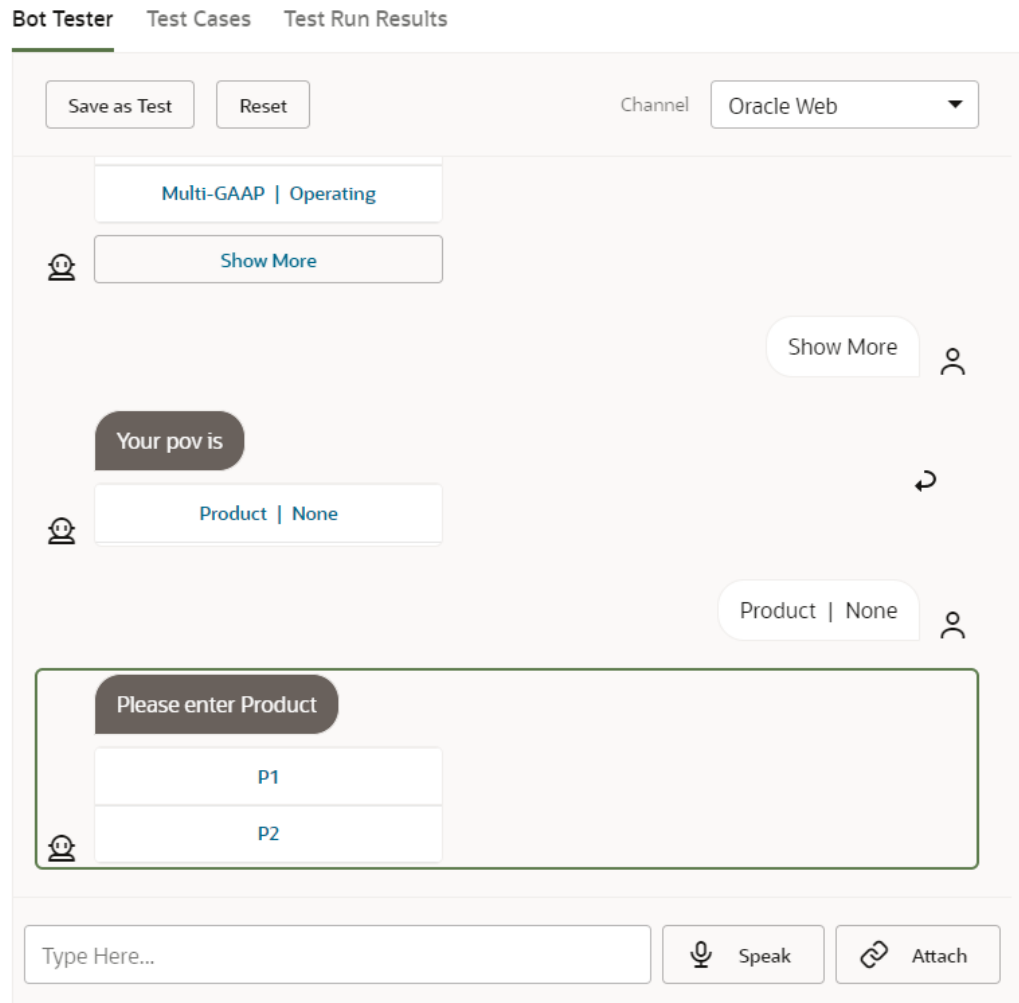 Bot Tester Test Cases Test Run Results
Save as Test Reset Channel Oracle Web
Multi-GAAP | Operating
Show More
Show More
Your pov is
Product | None
Product | None
Please enter Product
P1
P2
Type Here... Speak Attach